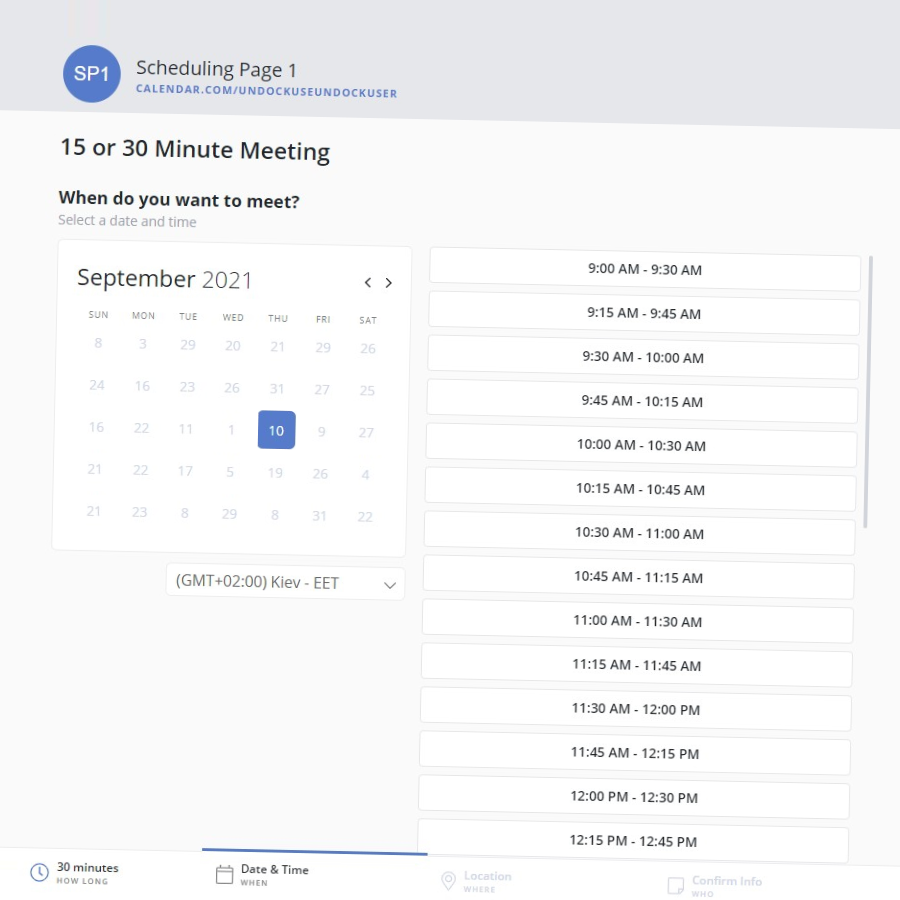 SP1
Scheduling Page 1
CALENDAR.COM/UNDOCKUSEUNDOCKUSER
15 or 30 Minute Meeting
When do you want to meet?
Select a date and time
September 2021
SUN MON TUE WED THU FRI SAT
8 3 29 20 21 29 26
24 16 23 26 31 27 25
16 22 11 1 10 9 27
21 22 17 5 19 26 4
21 23 8 29 8 31 22
(GMT+02:00) Kiev - EET
9:00 AM - 9:30 AM
9:15 AM - 9:45 AM
9:30 AM - 10:00 AM
9:45 AM - 10:15 AM
10:00 AM - 10:30 AM
10:15 AM - 10:45 AM
10:30 AM - 11:00 AM
10:45 AM - 11:15 AM
11:00 AM - 11:30 AM
11:15 AM - 11:45 AM
11:30 AM - 12:00 PM
11:45 AM - 12:15 PM
12:00 PM - 12:30 PM
12:15 PM - 12:45 PM
30 minutes
HOW LONG
Date & Time
WHEN
Location
WHERE
Confirm Info
WHO